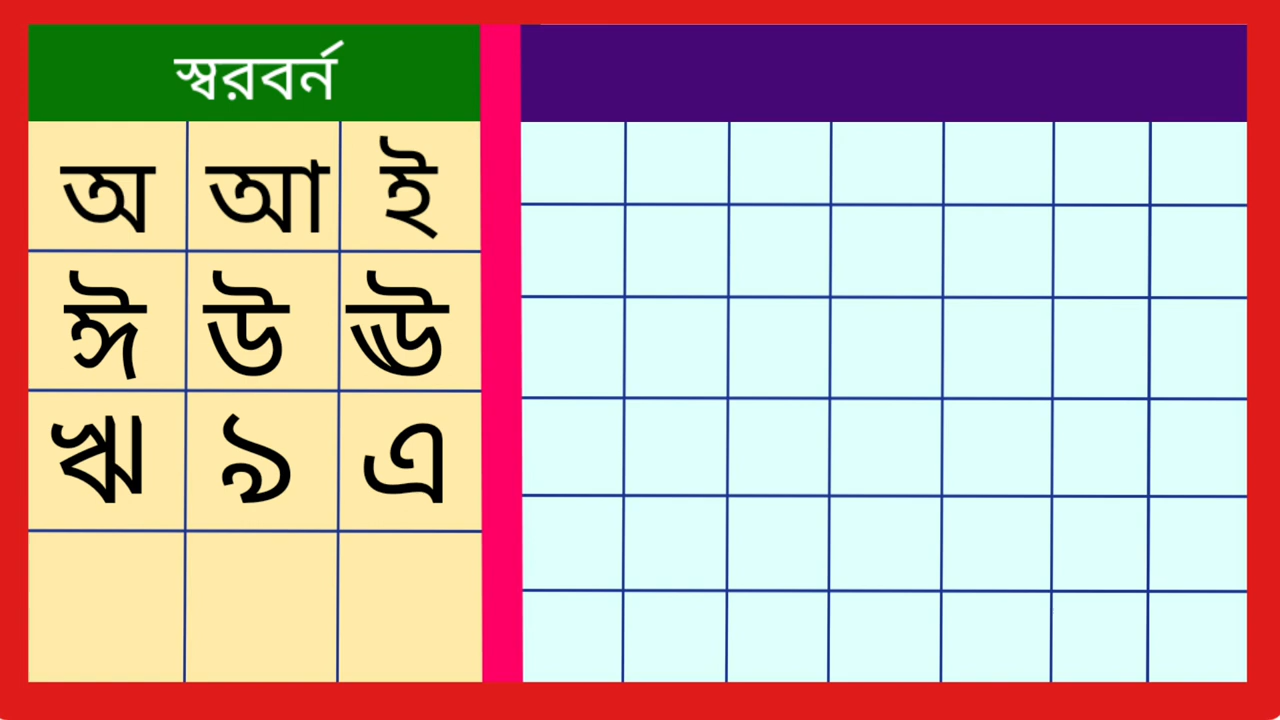 স্বরবর্ন
অ আ ই
ঈ উ ঊ
ঋ ঌ এ